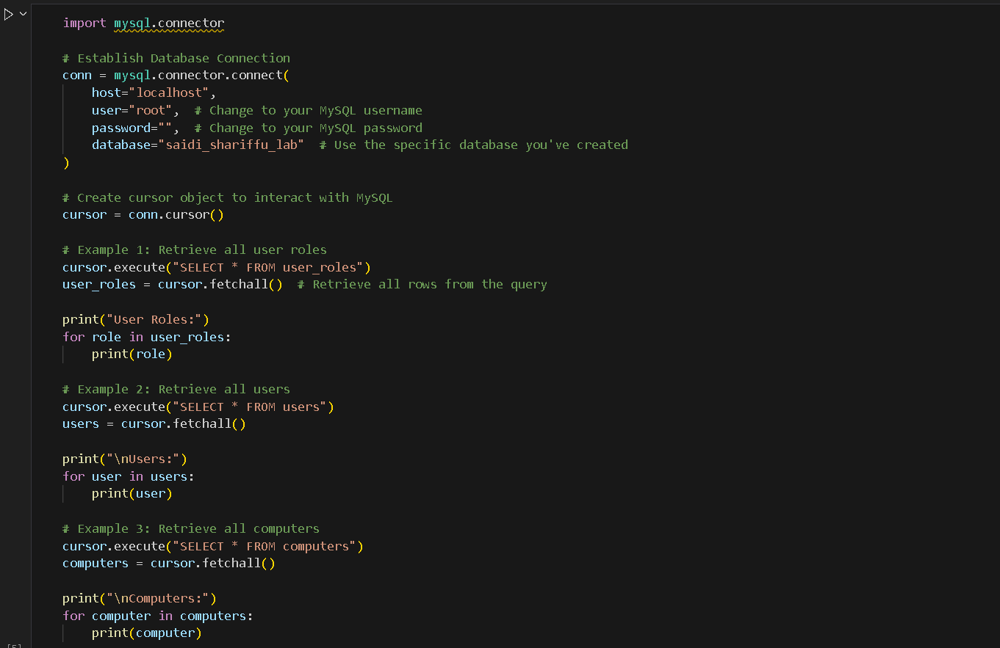 import mysql.connector
# Establish Database Connection
conn = mysql.connector.connect(
host="localhost",
user="root",  # Change to your MySQL username
password="",  # Change to your MySQL password
database="saidi_shariffu_lab"  # Use the specific database you've created
)
# Create cursor object to interact with MySQL
cursor = conn.cursor()
# Example 1: Retrieve all user roles
cursor.execute("SELECT * FROM user_roles")
user_roles = cursor.fetchall()  # Retrieve all rows from the query
print("User Roles:")
for role in user_roles:
print(role)
# Example 2: Retrieve all users
cursor.execute("SELECT * FROM users")
users = cursor.fetchall()
print("\nUsers:")
for user in users:
print(user)
# Example 3: Retrieve all computers
cursor.execute("SELECT * FROM computers")
computers = cursor.fetchall()
print("\nComputers:")
for computer in computers:
print(computer)